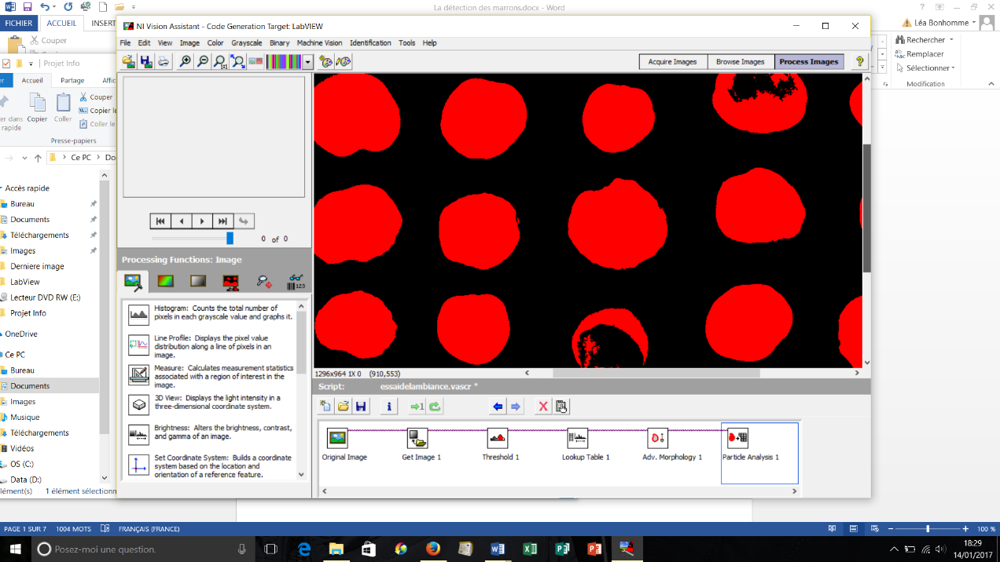 La détection des marrons.docx - Word
FICHIER
ACCUEIL
INSERT
Léa Bonhomme
Couper
Rechercher
Remplacer
Sélectionner
Modification
Projet Info
Accueil
Partage
Affic
Copier
Coller
Couper
Copier le
Coller le
er dans
rapide
Presse-papiers
Ce PC
Do
Accès rapide
Bureau
Documents
Téléchargements
Images
Derniere image
LabView
Lecteur DVD RW (E:)
Projet Info
OneDrive
Ce PC
Bureau
Documents
Images
Musique
Téléchargements
Vidéos
OS (C:)
Data (D:)
lément(s)
1 élément sélectionn
NI Vision Assistant - Code Generation Target: LabVIEW
File Edit View Image Color Grayscale Binary Machine Vision Identification Tools Help
1:1
Acquire Images
Browse Images
Process Images
?
0 of 0
Processing Functions: Image
123
Histogram: Counts the total number of
pixels in each grayscale value and graphs it.
Line Profile: Displays the pixel value
distribution along a line of pixels in an
image.
Measure: Calculates measurement statistics
associated with a region of interest in the
image.
3D View: Displays the light intensity in a
three-dimensional coordinate system.
Brightness: Alters the brightness, contrast,
and gamma of an image.
Set Coordinate System: Builds a coordinate
system based on the location and
orientation of a reference feature.
1296x964 1X 0 (910,553)
Script: essaidelambiance.vascr *
Original Image
Get Image 1
Threshold 1
Lookup Table 1
Adv. Morphology 1
Particle Analysis 1
PAGE 1 SUR 7
1004 MOTS
FRANÇAIS (FRANCE)
100 %
Posez-moi une question.
18:29
14/01/2017